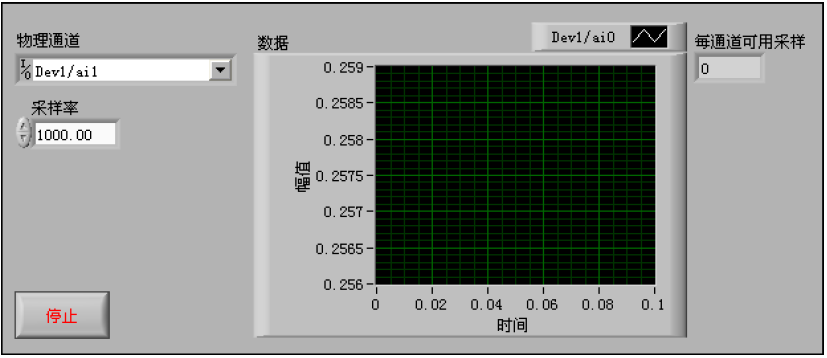 物理通道
I/O Dev1/ai1
采样率
1000.00
停止
数据
Dev1/ai0
幅值
0.259
0.2585
0.258
0.2575
0.257
0.2565
0.256
0 0.02 0.04 0.06 0.08 0.1
时间
每通道可用采样
0